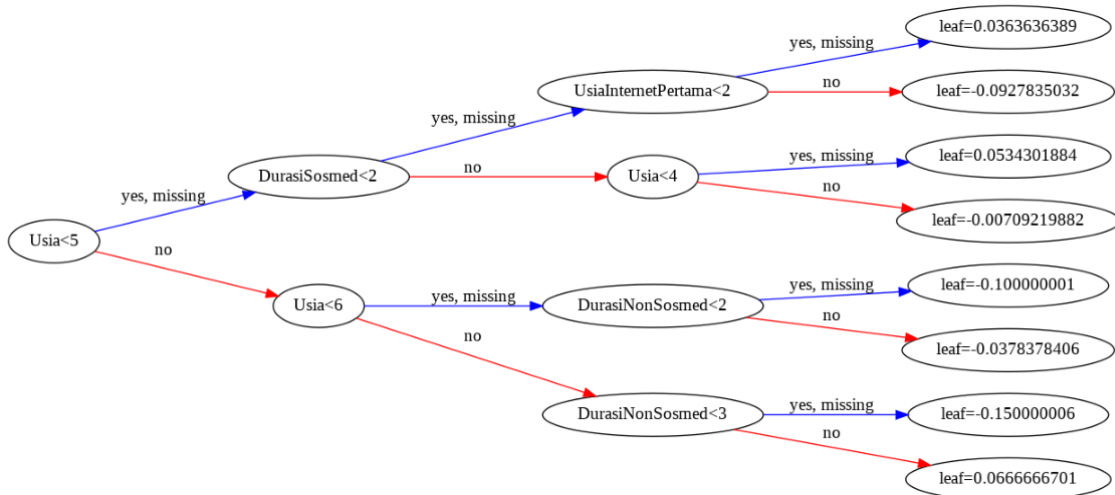 leaf=0.0363636389
yes, missing
UsiaInternetPertama<2
no
leaf=-0.0927835032
yes, missing
DurasiSosmed<2
no
Usia<4
yes, missing
leaf=0.0534301884
no
leaf=-0.00709219882
yes, missing
Usia<5
no
Usia<6
yes, missing
DurasiNonSosmed<2
yes, missing
leaf=-0.100000001
no
leaf=-0.0378378406
no
DurasiNonSosmed<3
yes, missing
leaf=-0.150000006
no
leaf=0.0666666701